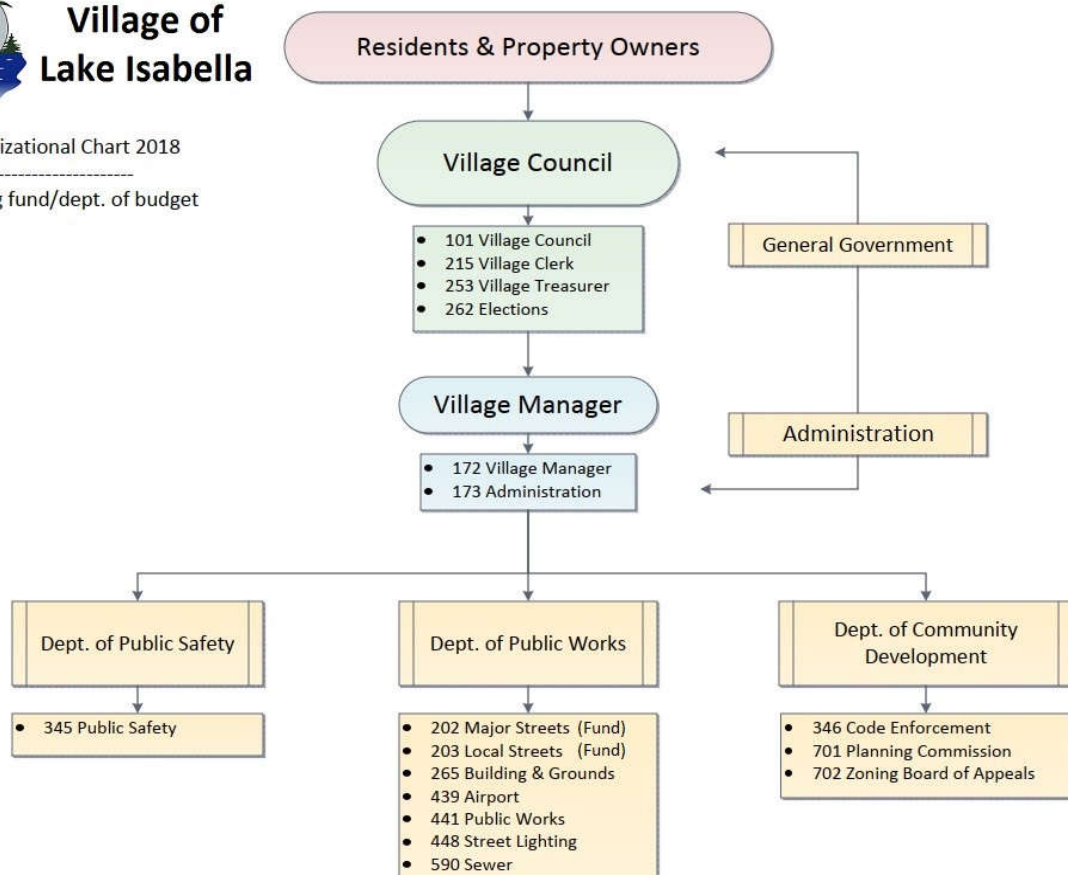 Village of
Lake Isabella
Chart 2018
---------------------
fund/dept. of budget
Residents & Property Owners
Village Council
• 101 Village Council
• 215 Village Clerk
• 253 Village Treasurer
• 262 Elections
General Government
Village Manager
Administration
• 172 Village Manager
• 173 Administration
Dept. of Public Safety
• 345 Public Safety
Dept. of Public Works
• 202 Major Streets (Fund)
• 203 Local Streets (Fund)
• 265 Building & Grounds
• 439 Airport
• 441 Public Works
• 448 Street Lighting
• 590 Sewer
Dept. of Community
Development
• 346 Code Enforcement
• 701 Planning Commission
• 702 Zoning Board of Appeals